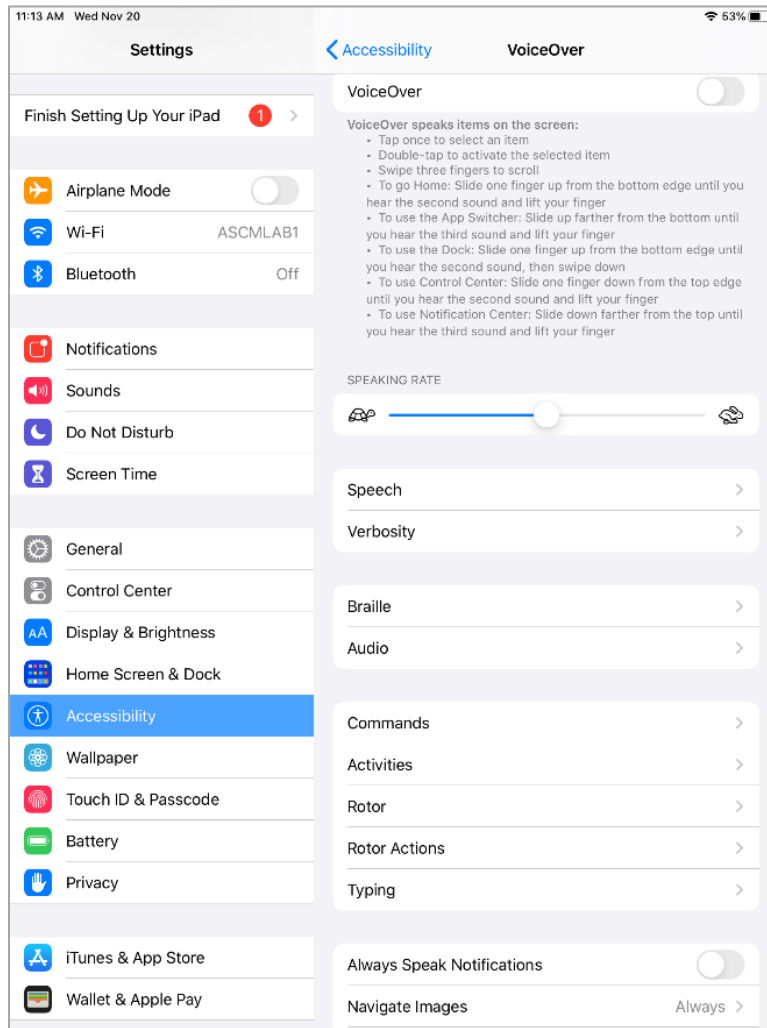 11:13 AM Wed Nov 20
53%
Settings
Finish Setting Up Your iPad 1
Airplane Mode
Wi-Fi ASCMLAB1
Bluetooth Off
Notifications
Sounds
Do Not Disturb
Screen Time
General
Control Center
AA Display & Brightness
Home Screen & Dock
Accessibility
Wallpaper
Touch ID & Passcode
Battery
Privacy
iTunes & App Store
Wallet & Apple Pay
Accessibility VoiceOver
VoiceOver
VoiceOver speaks items on the screen:
• Tap once to select an item
• Double-tap to activate the selected item
• Swipe three fingers to scroll
• To go Home: Slide one finger up from the bottom edge until you
hear the second sound and lift your finger
• To use the App Switcher: Slide up farther from the bottom until
you hear the third sound and lift your finger
• To use the Dock: Slide one finger up from the bottom edge until
you hear the second sound, then swipe down
• To use Control Center: Slide one finger down from the top edge
until you hear the second sound and lift your finger
• To use Notification Center: Slide down farther from the top until
you hear the third sound and lift your finger
SPEAKING RATE
Speech
Verbosity
Braille
Audio
Commands
Activities
Rotor
Rotor Actions
Typing
Always Speak Notifications
Navigate Images Always